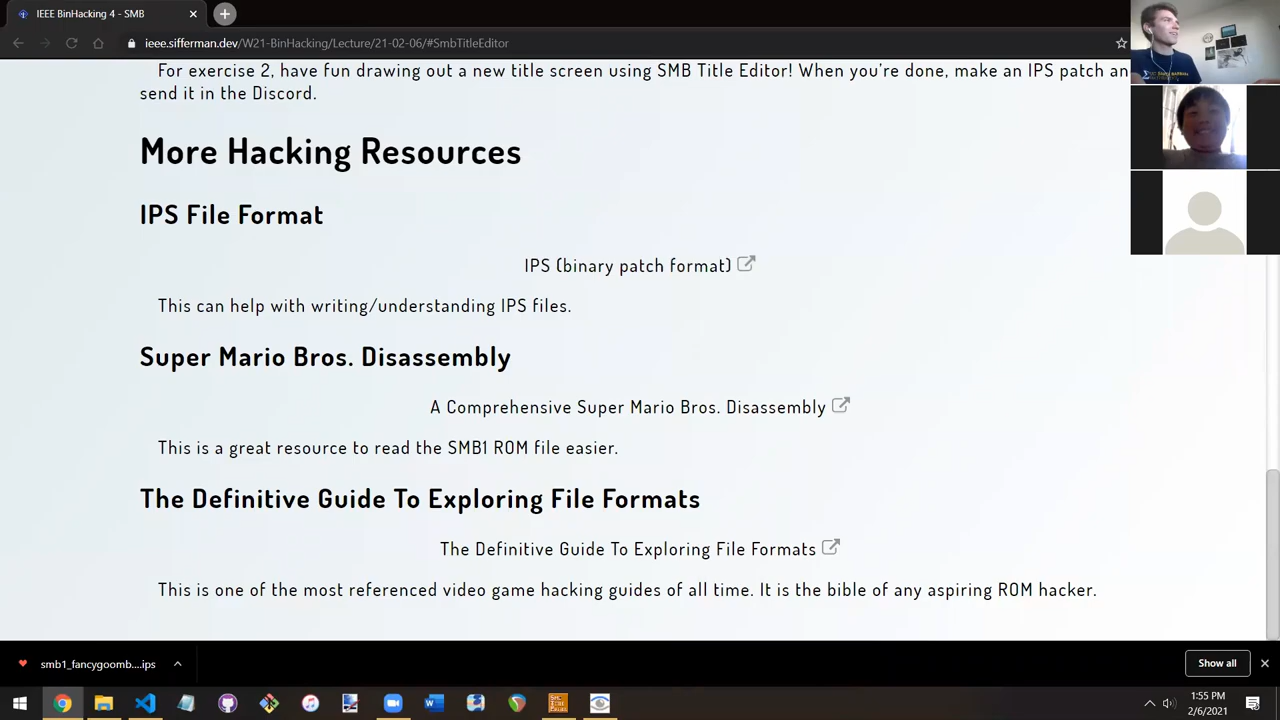 IEEE BinHacking 4 - SMB
ieee.sifferman.dev/W21-BinHacking/Lecture/21-02-06/#SmbTitleEditor
For exercise 2, have fun drawing out a new title screen using SMB Title Editor! When you're done, make an IPS patch an
send it in the Discord.
More Hacking Resources
IPS File Format
IPS (binary patch format)
This can help with writing/understanding IPS files.
Super Mario Bros. Disassembly
A Comprehensive Super Mario Bros. Disassembly
This is a great resource to read the SMB1 ROM file easier.
The Definitive Guide To Exploring File Formats
The Definitive Guide To Exploring File Formats
This is one of the most referenced video game hacking guides of all time. It is the bible of any aspiring ROM hacker.
smb1_fancygoomb....ips
Show all
1:55 PM
2/6/2021